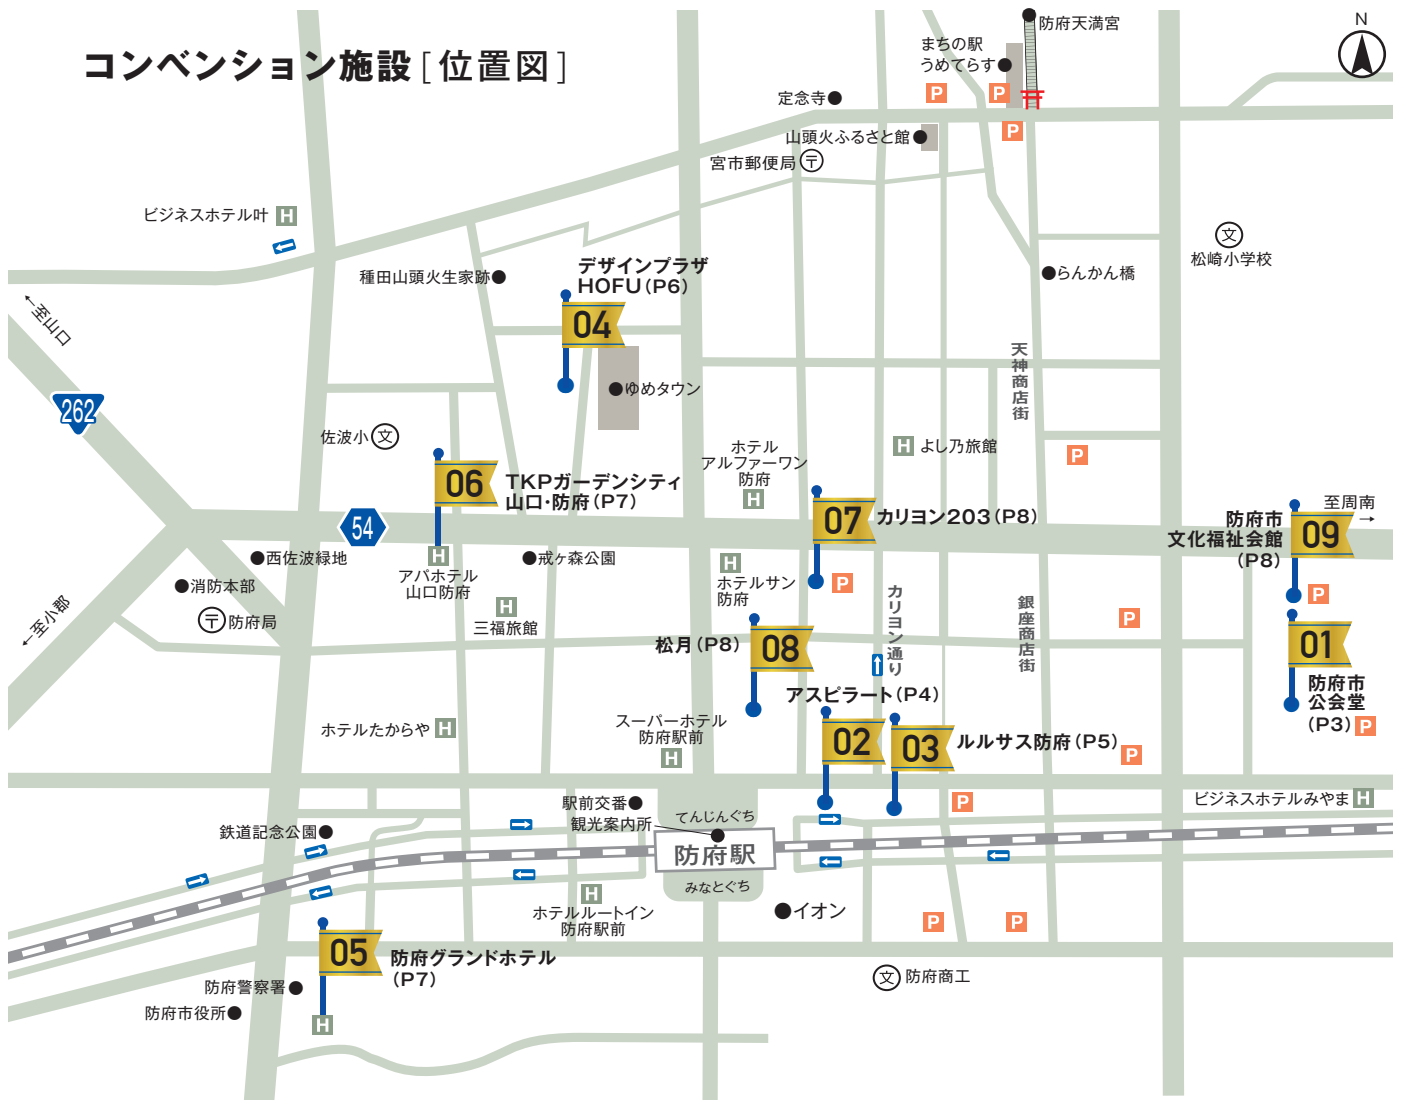 コンベンション施設[位置図]
N
防府天満宮
まちの駅
うめてらす
P
P
定念寺
P
山頭火ふるさと館
宮市郵便局
〒
ビジネスホテル叶
H
文
松崎小学校
種田山頭火生家跡
らんかん橋
デザインプラザ
HOFU(P6)
04
←至山口
天神商店街
ゆめタウン
262
佐波小
文
ホテル
アルファーワン
防府
H
H
よし乃旅館
P
06
TKPガーデンシティ
山口・防府(P7)
07
カリヨン203(P8)
防府市
文化福祉会館
(P8)
09
至周南
→
54
西佐波緑地
H
アパホテル
山口防府
戎ヶ森公園
H
ホテルサン
防府
P
消防本部
〒
防府局
←至小郡
H
三福旅館
カリヨン通り
銀座商店街
P
P
松月(P8)
08
01
防府市
公会堂
(P3)
P
アスピラート(P4)
ホテルたからや
H
スーパーホテル
防府駅前
H
02
03
ルルサス防府(P5)
P
駅前交番
観光案内所
てんじんぐち
P
ビジネスホテルみやま
H
鉄道記念公園
防府駅
みなとぐち
H
ホテルルートイン
防府駅前
イオン
P
P
05
防府グランドホテル
(P7)
文
防府商工
防府警察署
防府市役所
H